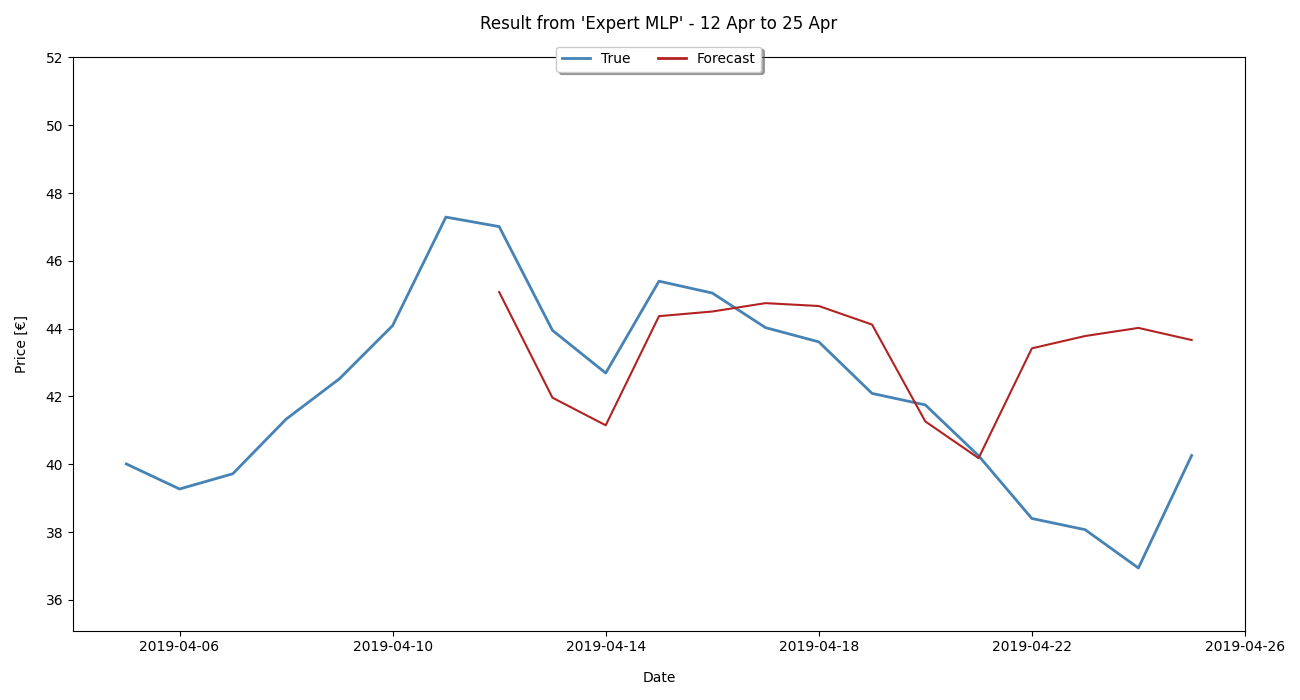 Result from 'Expert MLP' - 12 Apr to 25 Apr
True Forecast
52
50
48
46
44
42
40
38
36
Price [€]
2019-04-06 2019-04-10 2019-04-14 2019-04-18 2019-04-22 2019-04-26
Date